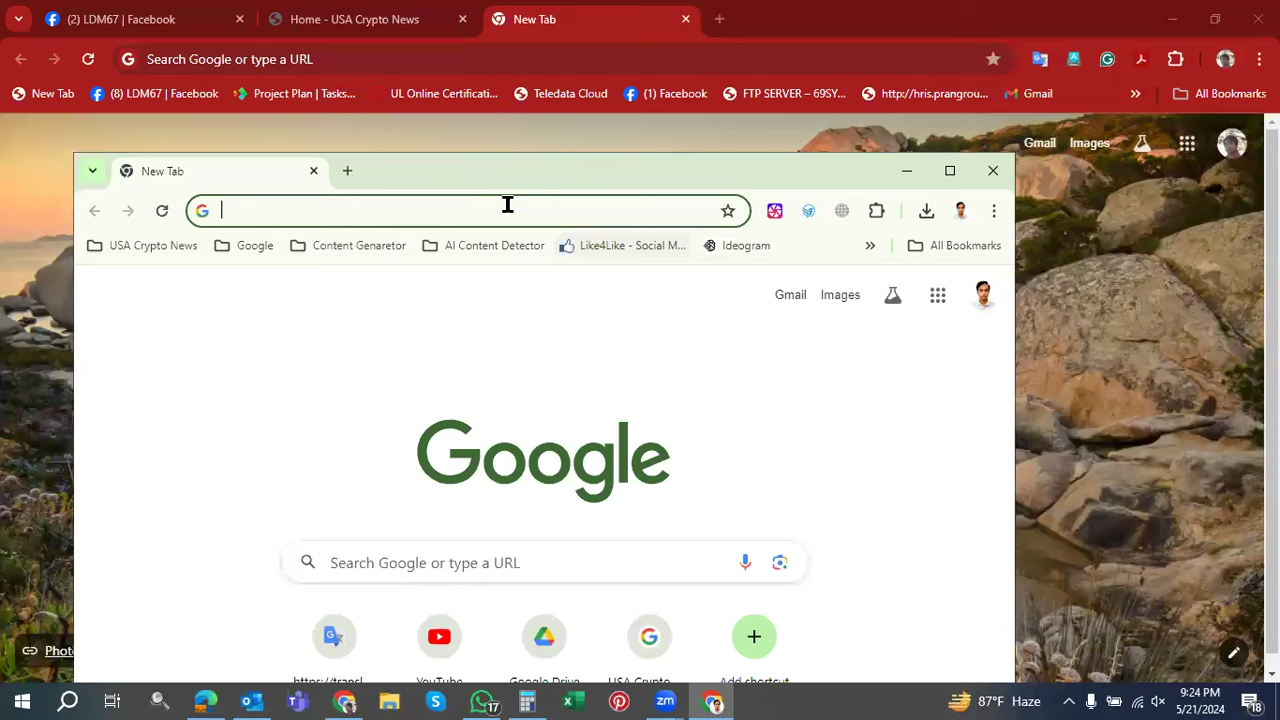 (2) LDM67 | Facebook
Home - USA Crypto News
New Tab
Search Google or type a URL
New Tab
(8) LDM67 | Facebook
Project Plan | Tasks...
UL Online Certificati...
Teledata Cloud
(1) Facebook
FTP SERVER – 69SY...
http://hris.prangrou...
Gmail
All Bookmarks
Gmail
Images
New Tab
USA Crypto News
Google
Content Genaretor
AI Content Detector
Like4Like - Social M...
Ideogram
All Bookmarks
Gmail
Images
Google
Search Google or type a URL
https://transl
YouTube
Google Drive
USA Crypto
Add shortcut
Photo
17
zm
87°F Haze
9:24 PM
5/21/2024
18